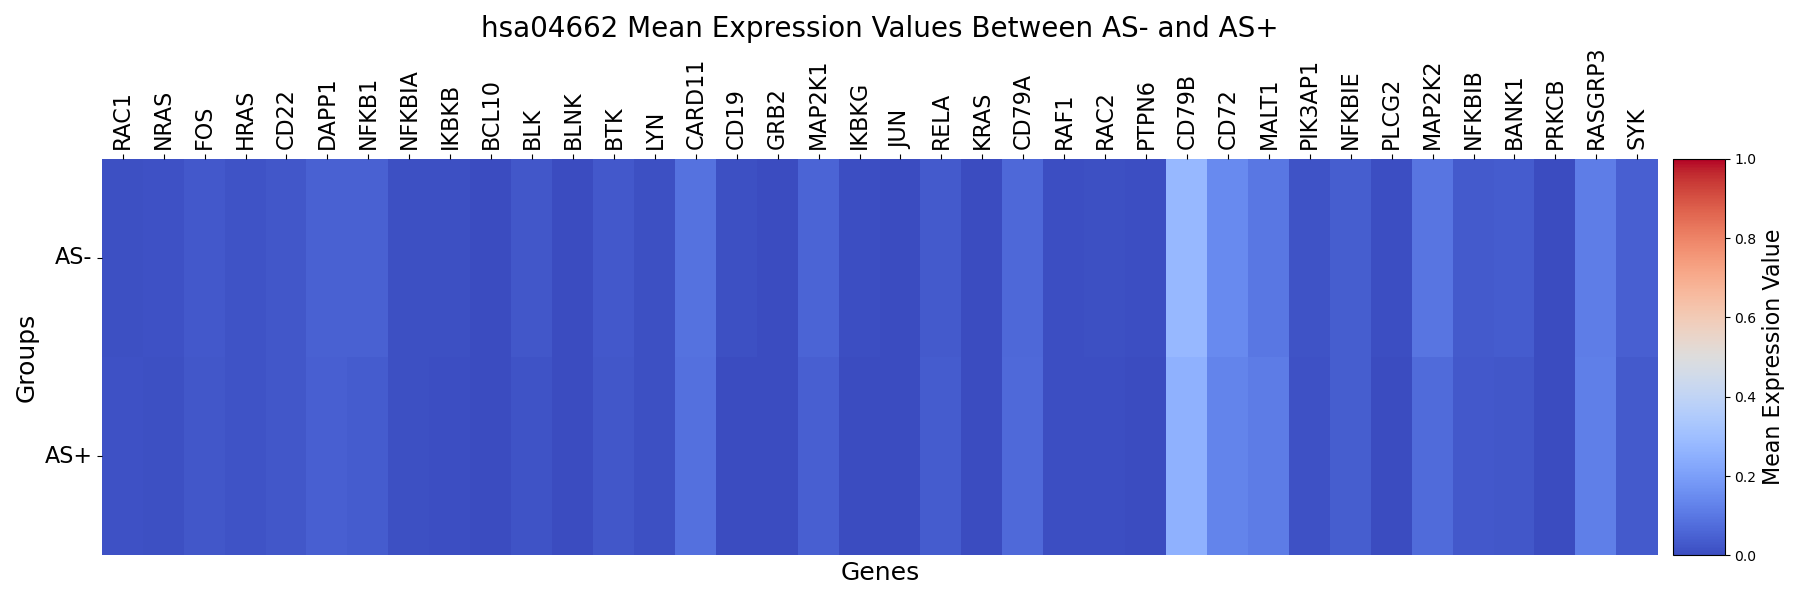 hsa04662 Mean Expression Values Between AS- and AS+
RAC1
NRAS
FOS
HRAS
CD22
DAPP1
NFKB1
NFKBIA
IKBKB
BCL10
BLK
BLNK
BTK
LYN
CARD11
CD19
GRB2
MAP2K1
IKBKG
JUN
RELA
KRAS
CD79A
RAF1
RAC2
PTPN6
CD79B
CD72
MALT1
PIK3AP1
NFKBIE
PLCG2
MAP2K2
NFKBIB
BANK1
PRKCB
RASGRP3
SYK
Groups
AS-
AS+
Genes
1.0
0.8
0.6
0.4
0.2
0.0
Mean Expression Value